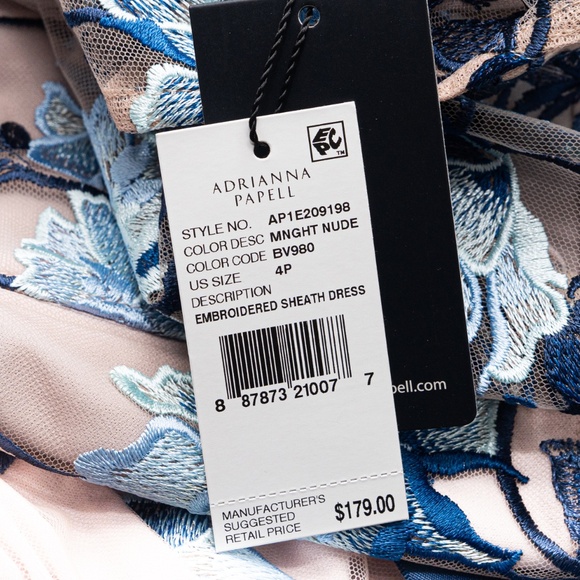 EPC™
ADRIANNA
PAPELL
STYLE NO. AP1E209198
COLOR DESC MNGHT NUDE
COLOR CODE BV980
US SIZE 4P
DESCRIPTION
EMBROIDERED SHEATH DRESS
8 87873 21007 7
MANUFACTURER'S
SUGGESTED
RETAIL PRICE $179.00
pell.com